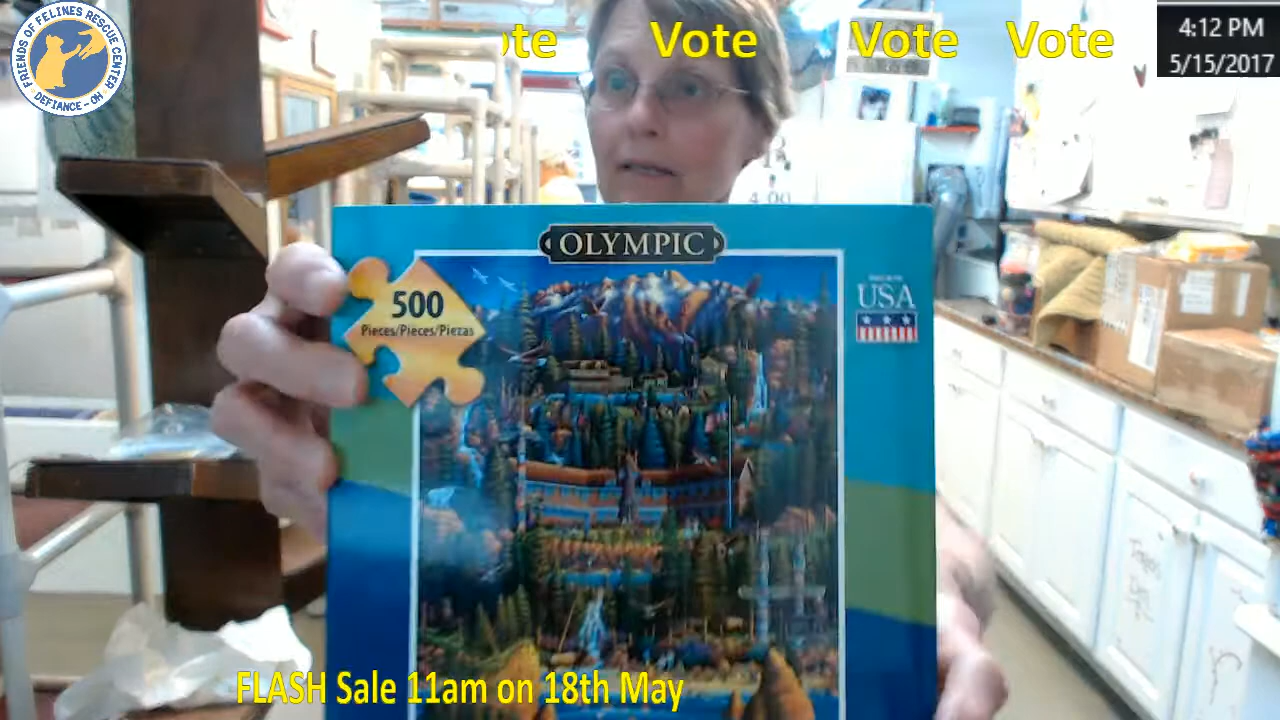 FRIENDS OF FELINES RESCUE CENTER
DEFIANCE - OH
Vote Vote Vote
4:12 PM
5/15/2017
OLYMPIC
500
Pieces/Pieces/Piezas
USA
FLASH Sale 11am on 18th May